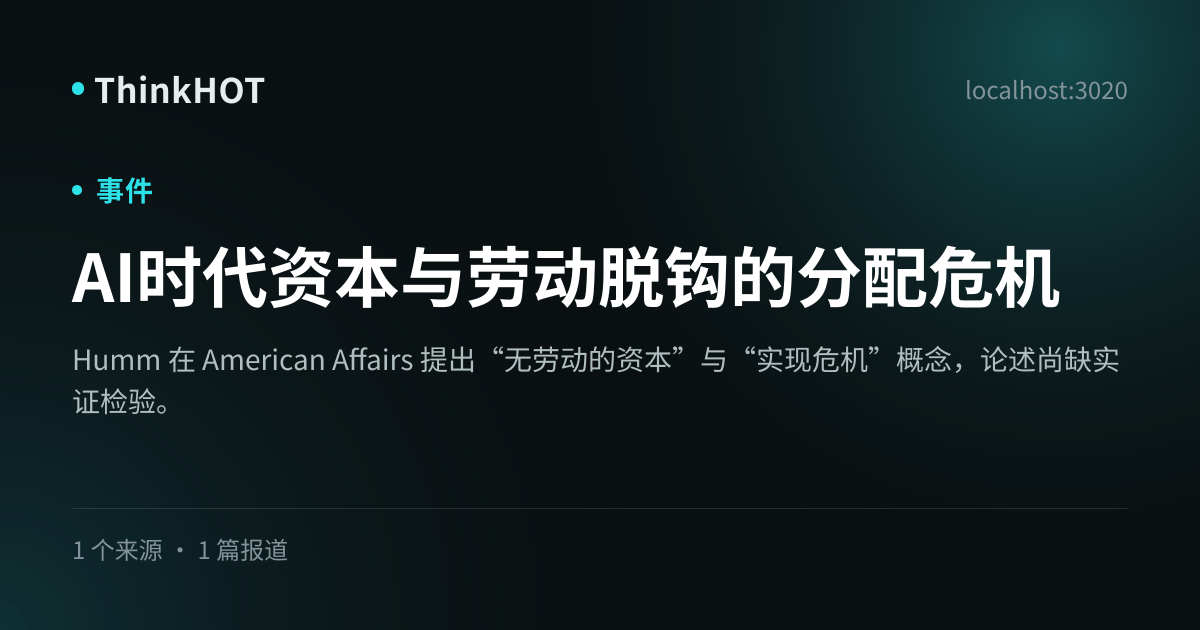 ThinkHOT
localhost:3020
事件
AI时代资本与劳动脱钩的分配危机
Humm 在 American Affairs 提出“无劳动的资本”与“实现危机”概念，论述尚缺实
证检验。
1 个来源 · 1 篇报道